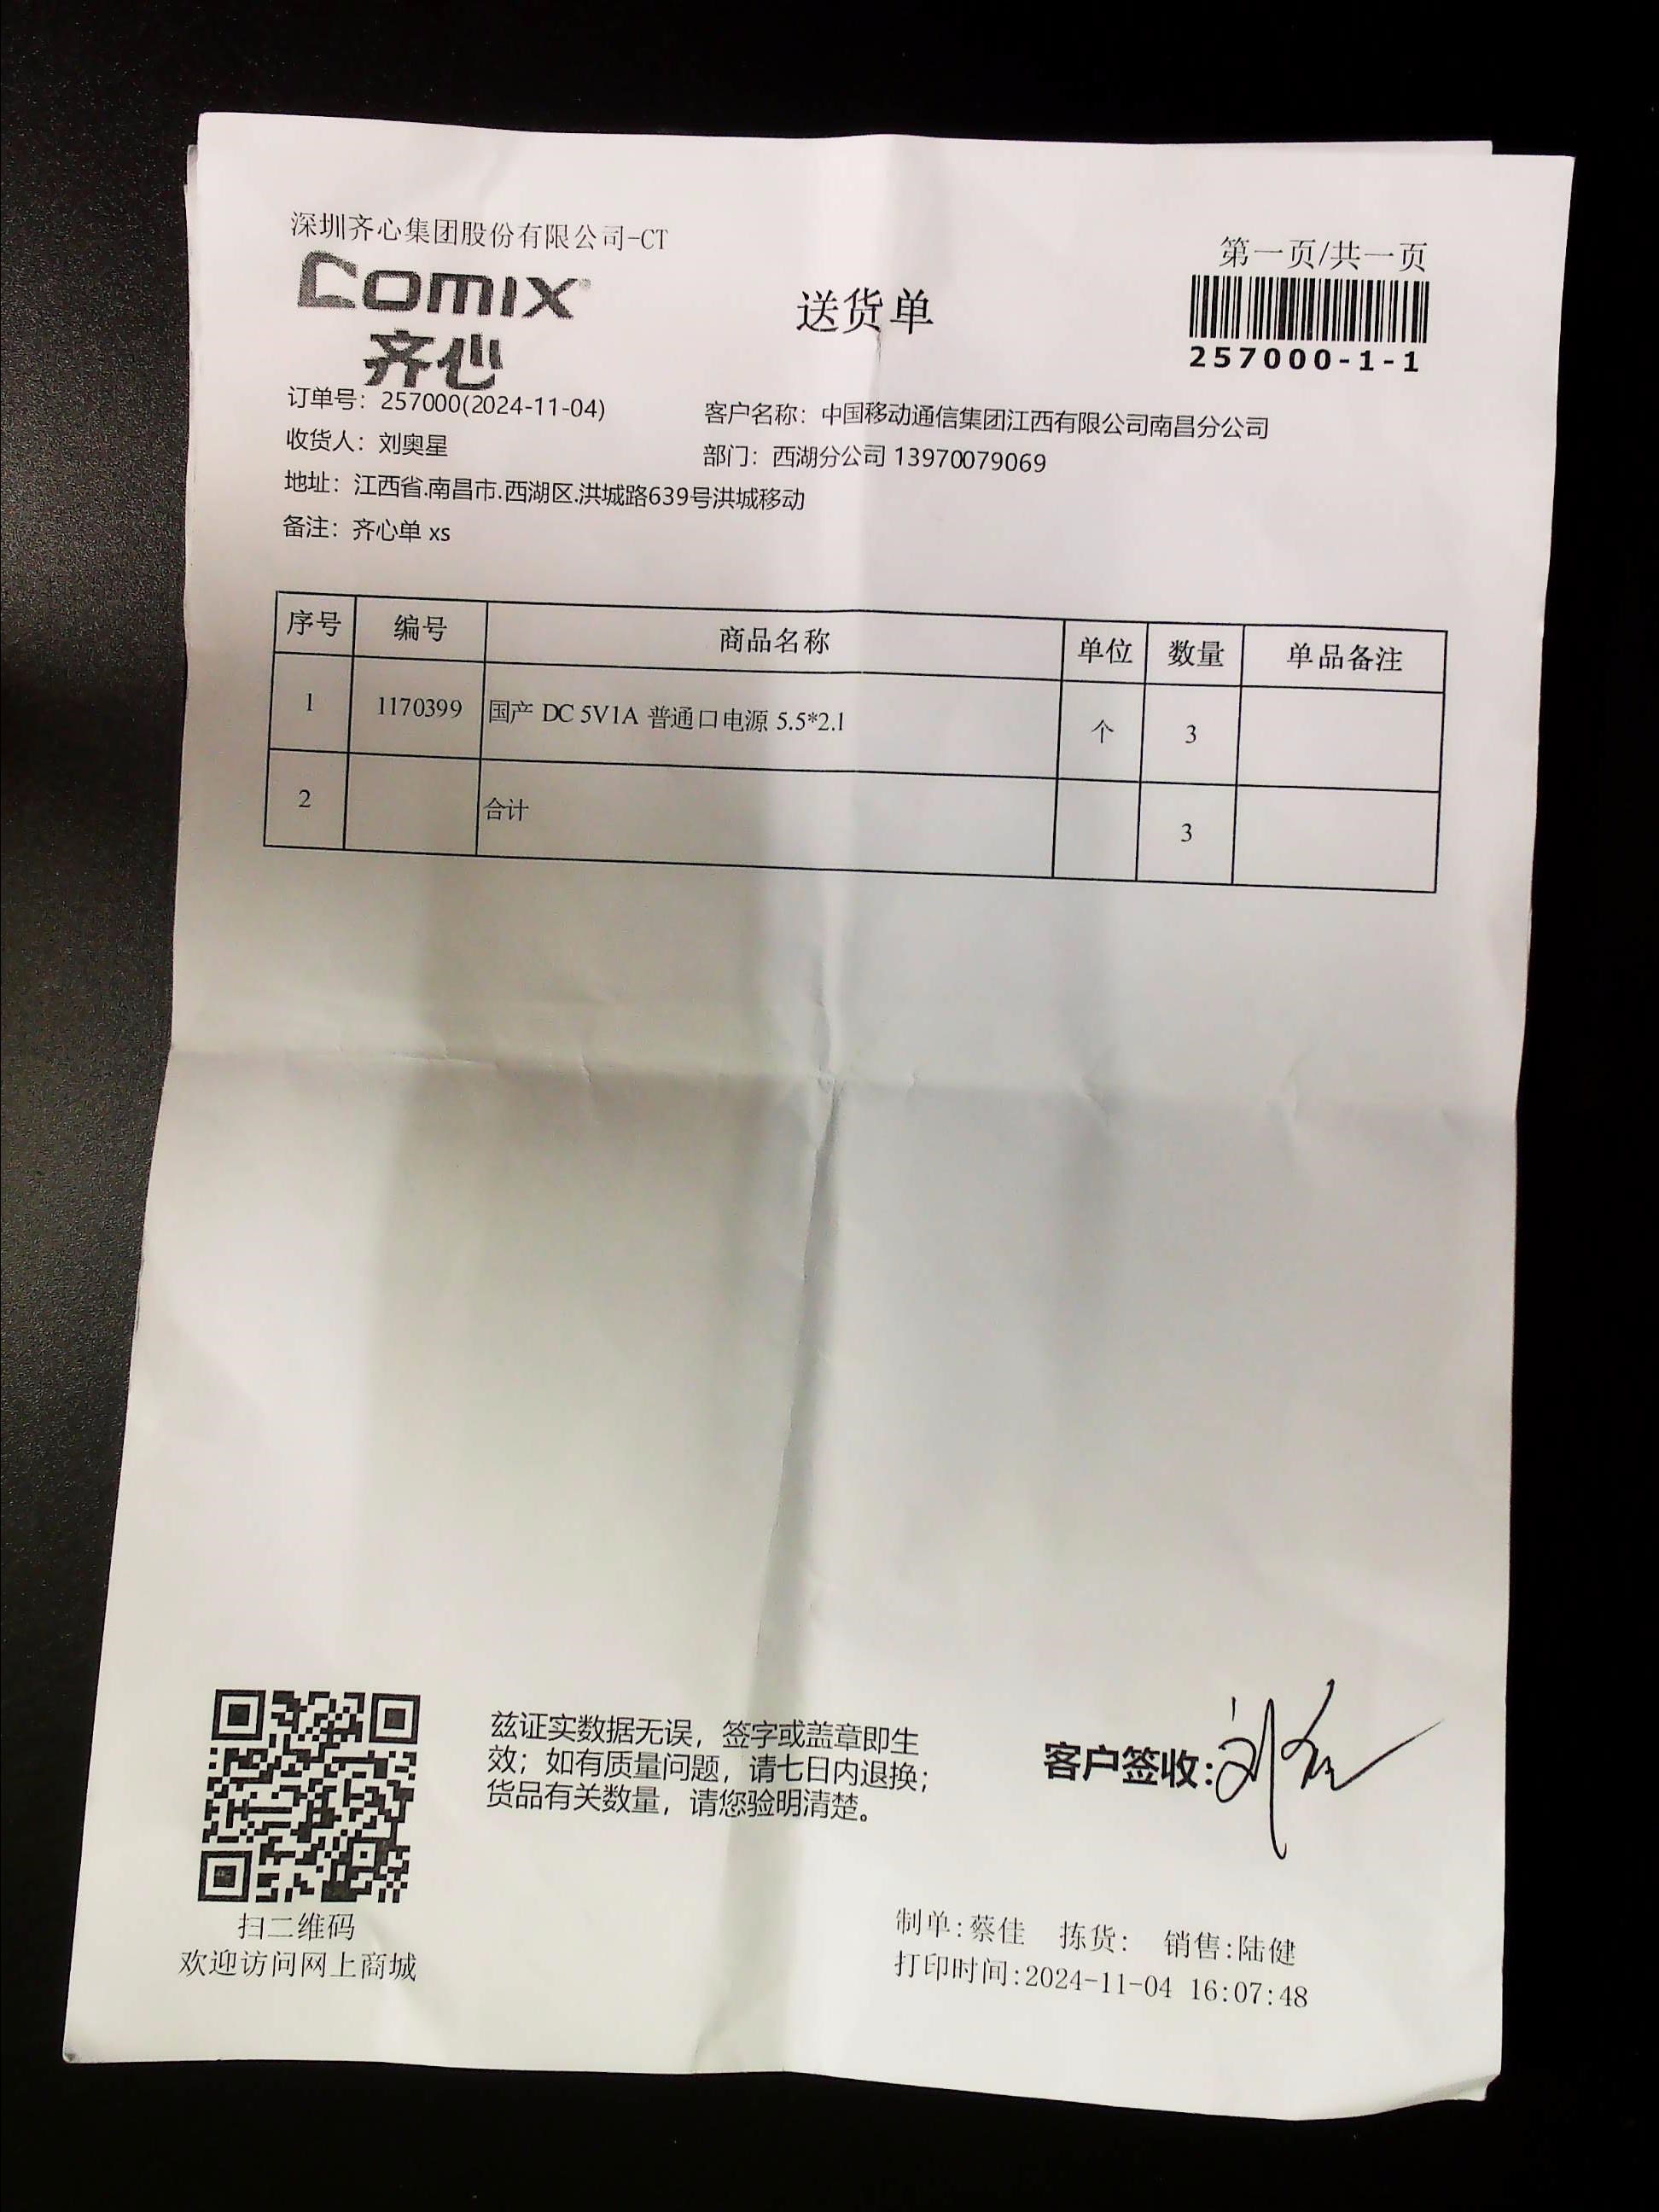 深圳齐心集团股份有限公司-CT
comix
齐心
送货单
第一页/共一页
257000-1-1
订单号：257000(2024-11-04)
客户名称：中国移动通信集团江西有限公司南昌分公司
收货人：刘奥星
部门：西湖分公司 13970079069
地址：江西省.南昌市.西湖区.洪城路639号洪城移动
备注：齐心单 xs
序号 编号 商品名称 单位 数量 单品备注
1 1170399 国产 DC 5V1A 普通口电源 5.5*2.1 个 3
2 合计 3
兹证实数据无误，签字或盖章即生
效；如有质量问题，请七日内退换；
货品有关数量，请您验明清楚。
客户签收:
扫二维码
欢迎访问网上商城
制单:蔡佳 拣货: 销售:陆健
打印时间:2024-11-04 16:07:48